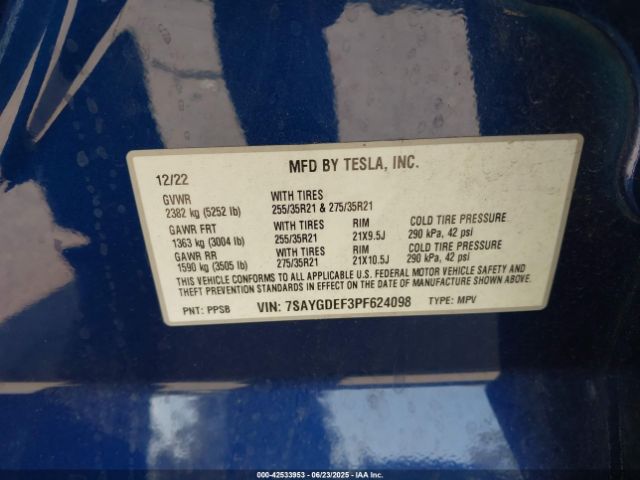 MFD BY TESLA, INC.
12/22
GVWR
2382 kg (5252 lb)
WITH TIRES
255/35R21 & 275/35R21
GAWR FRT
1363 kg (3004 lb)
WITH TIRES
255/35R21
RIM
21X9.5J
COLD TIRE PRESSURE
290 kPa, 42 psi
GAWR RR
1590 kg (3505 lb)
WITH TIRES
275/35R21
RIM
21X10.5J
COLD TIRE PRESSURE
290 kPa, 42 psi
THIS VEHICLE CONFORMS TO ALL APPLICABLE U.S. FEDERAL MOTOR VEHICLE SAFETY AND
THEFT PREVENTION STANDARDS IN EFFECT ON THE DATE OF MANUFACTURE SHOWN ABOVE.
PNT: PPSB VIN: 7SAYGDEF3PF624098 TYPE: MPV
00-42533953 - 06/23/2025 - IAA Inc.